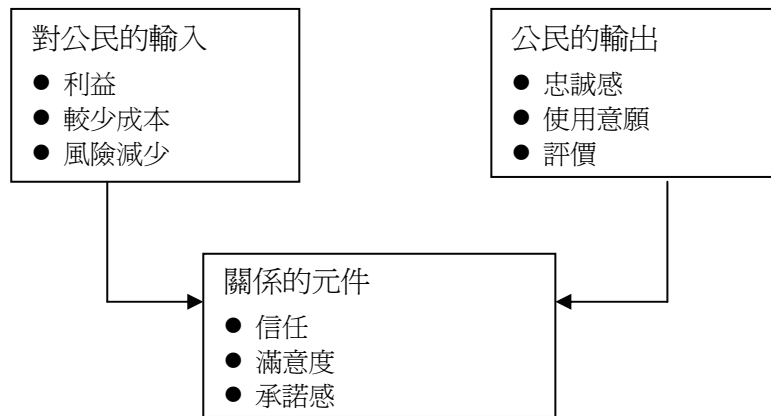 對公民的輸入
● 利益
● 較少成本
● 風險減少
公民的輸出
● 忠誠感
● 使用意願
● 評價
關係的元件
● 信任
● 滿意度
● 承諾感